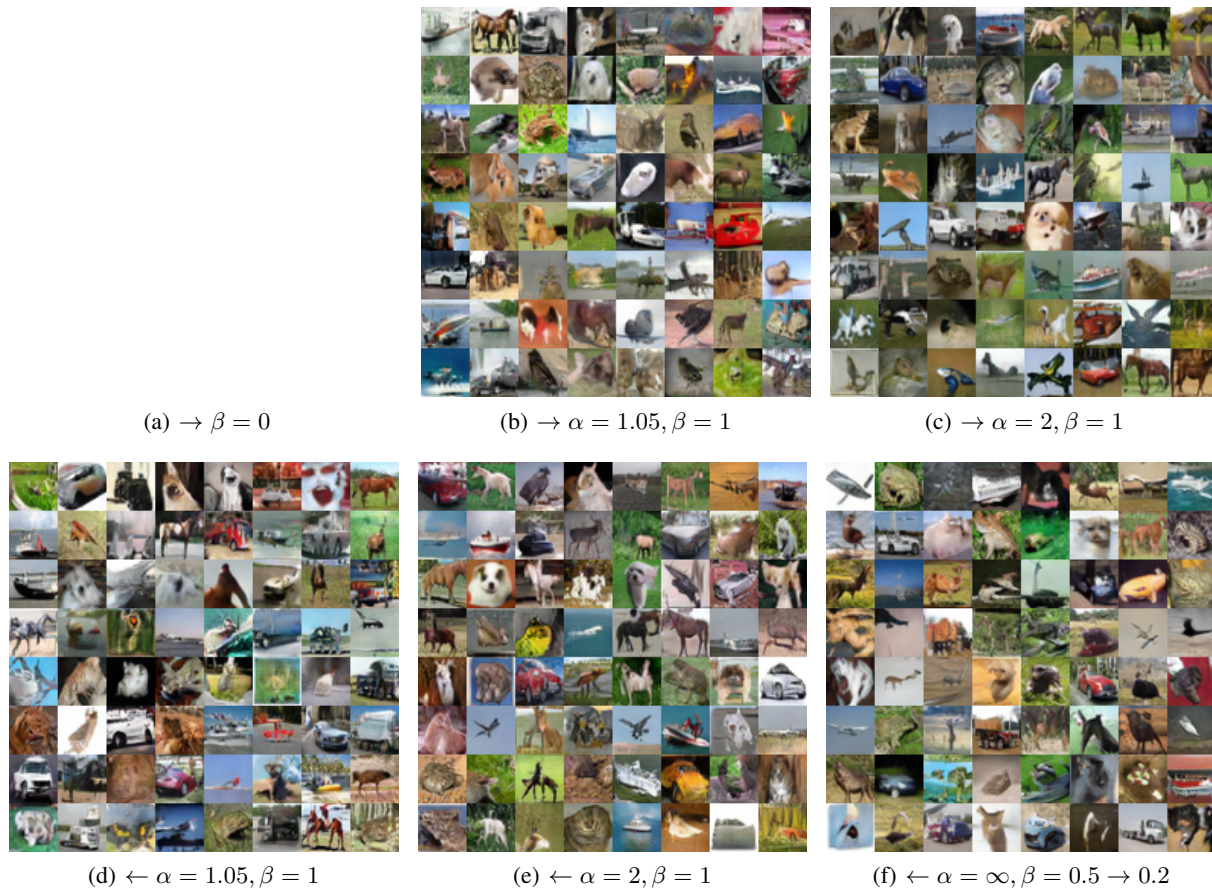 (a) → β = 0
(b) → α = 1.05, β = 1
(c) → α = 2, β = 1
(d) ← α = 1.05, β = 1
(e) ← α = 2, β = 1
(f) ← α = ∞, β = 0.5 → 0.2